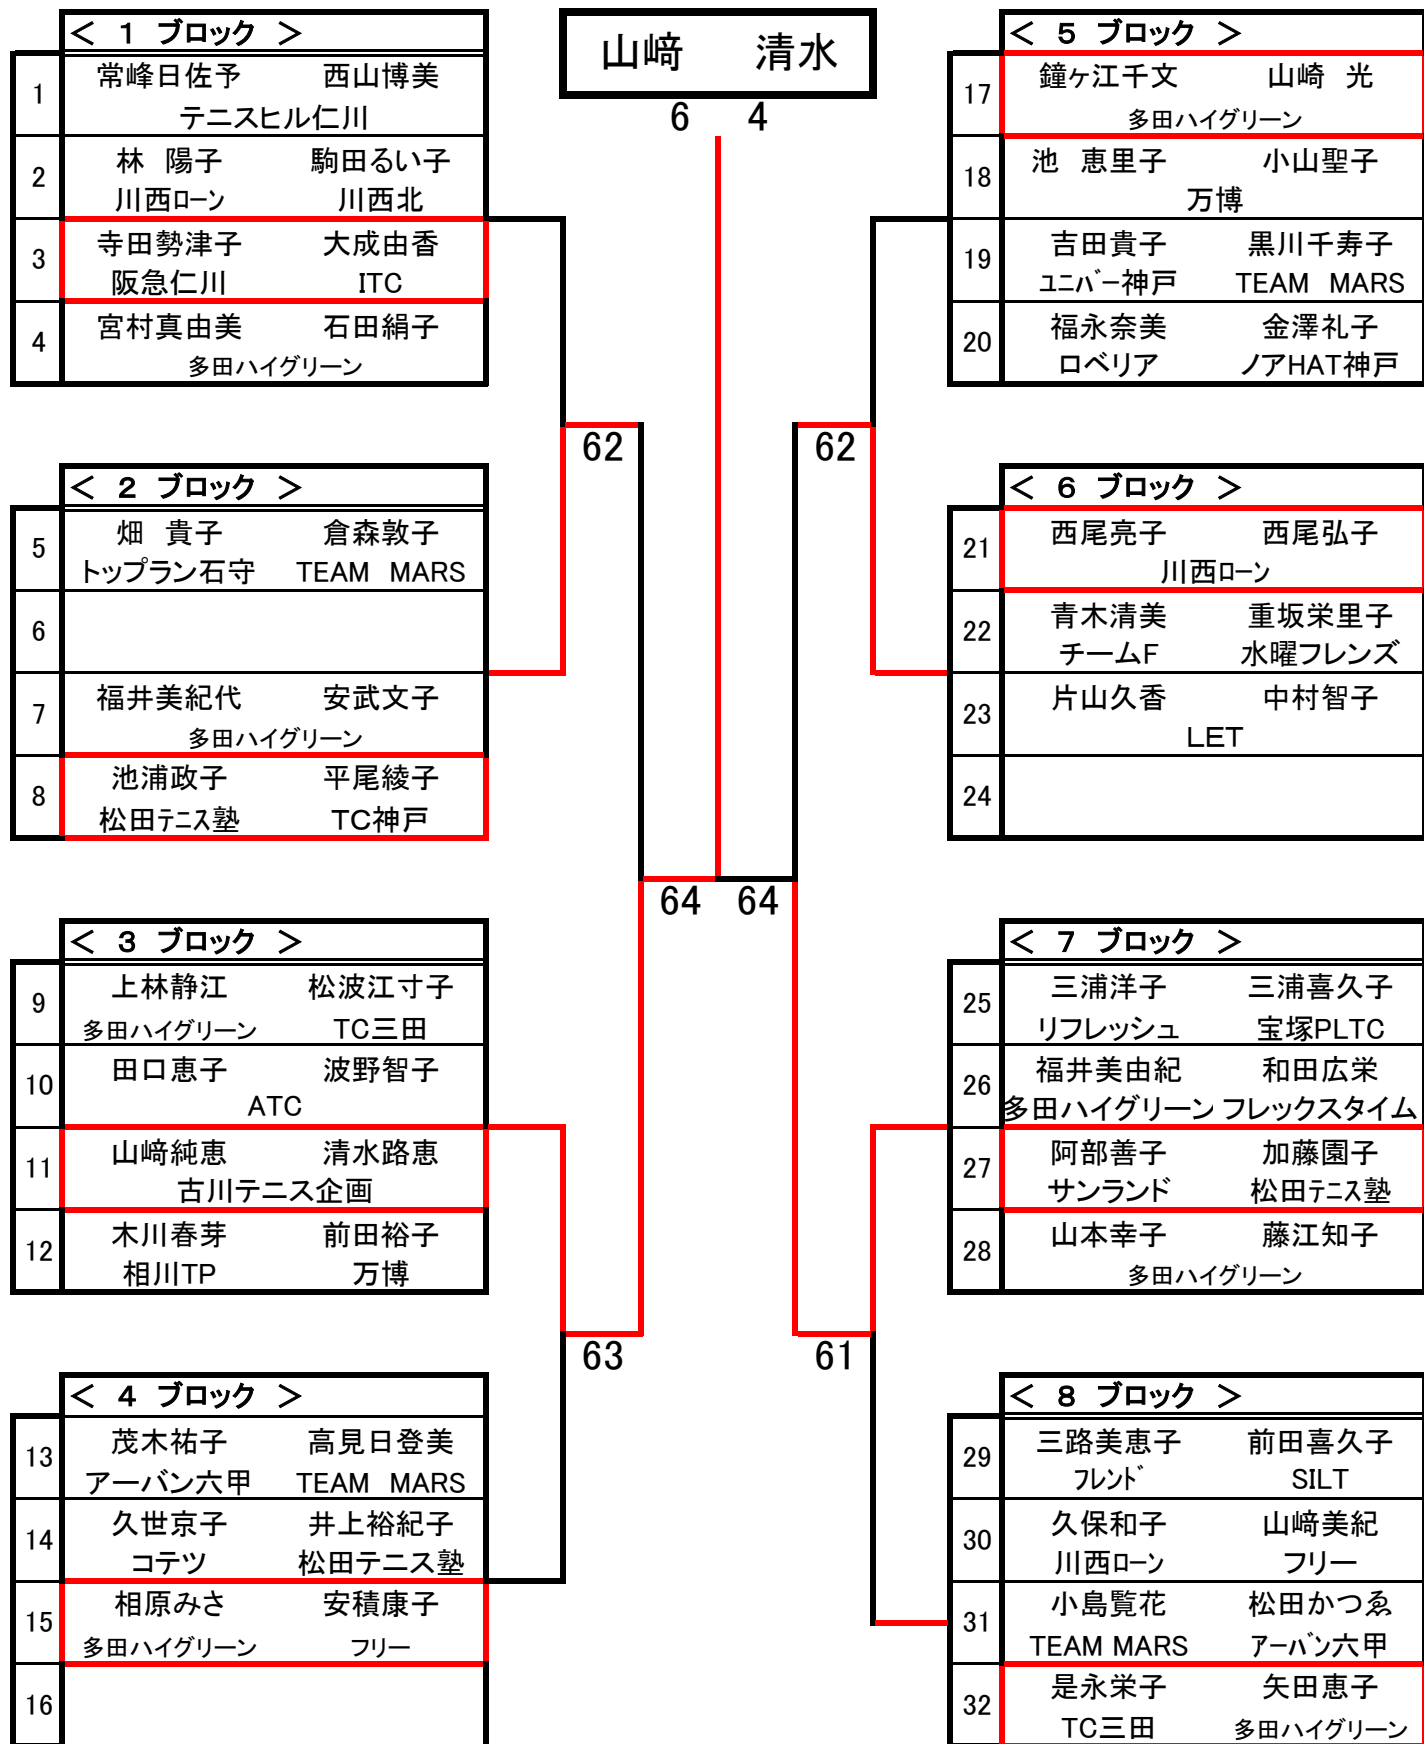 山﨑　清水
6　4
＜ 1 ブロック ＞
1
常峰日佐予　西山博美
テニスヒル仁川
2
林　陽子　駒田るい子
川西ローン　川西北
3
寺田勢津子　大成由香
阪急仁川　ITC
4
宮村真由美　石田絹子
多田ハイグリーン
62
＜ 2 ブロック ＞
5
畑　貴子　倉森敦子
トップラン石守　TEAM MARS
6
7
福井美紀代　安武文子
多田ハイグリーン
8
池浦政子　平尾綾子
松田テニス塾　TC神戸
64　64
＜ 3 ブロック ＞
9
上林静江　松波江寸子
多田ハイグリーン　TC三田
10
田口恵子　波野智子
ATC
11
山﨑純恵　清水路恵
古川テニス企画
12
木川春芽　前田裕子
相川TP　万博
63
＜ 4 ブロック ＞
13
茂木祐子　高見日登美
アーバン六甲　TEAM MARS
14
久世京子　井上裕紀子
コテツ　松田テニス塾
15
相原みさ　安積康子
多田ハイグリーン　フリー
16
＜ 5 ブロック ＞
17
鐘ヶ江千文　山崎 光
多田ハイグリーン
18
池　恵里子　小山聖子
万博
19
吉田貴子　黒川千寿子
ユニバー神戸　TEAM MARS
20
福永奈美　金澤礼子
ロベリア　ノアHAT神戸
62
＜ 6 ブロック ＞
21
西尾亮子　西尾弘子
川西ローン
22
青木清美　重坂栄里子
チームF　水曜フレンズ
23
片山久香　中村智子
LET
24
＜ 7 ブロック ＞
25
三浦洋子　三浦喜久子
リフレッシュ　宝塚PLTC
26
福井美由紀　和田広栄
多田ハイグリーン フレックスタイム
27
阿部善子　加藤園子
サンランド　松田テニス塾
28
山本幸子　藤江知子
多田ハイグリーン
61
＜ 8 ブロック ＞
29
三路美恵子　前田喜久子
フレンド　SILT
30
久保和子　山﨑美紀
川西ローン　フリー
31
小島覧花　松田かつゑ
TEAM MARS　アーバン六甲
32
是永栄子　矢田恵子
TC三田　多田ハイグリーン